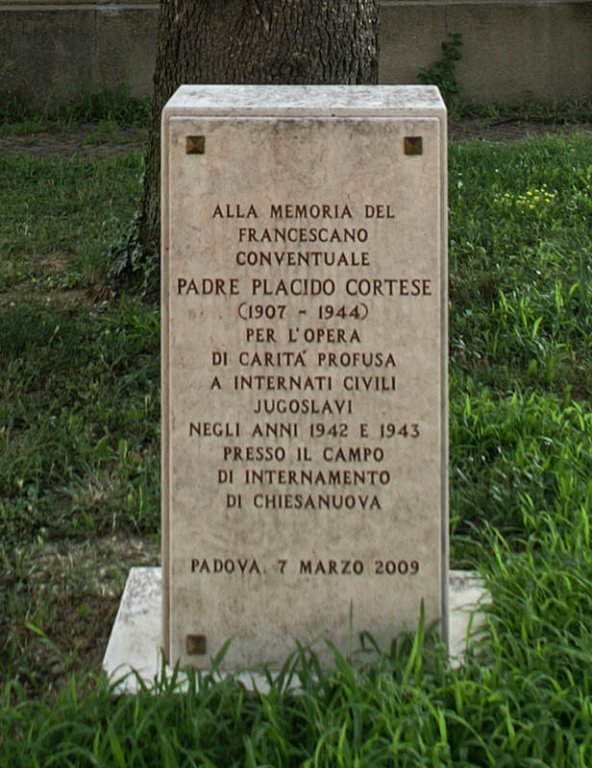 ALLA MEMORIA DEL
FRANCESCANO
CONVENTUALE
PADRE PLACIDO CORTESE
(1907 - 1944)
PER L'OPERA
DI CARITA' PROFUSA
A INTERNATI CIVILI
JUGOSLAVI
NEGLI ANNI 1942 E 1943
PRESSO IL CAMPO
DI INTERNAMENTO
DI CHIESANUOVA
PADOVA, 7 MARZO 2009